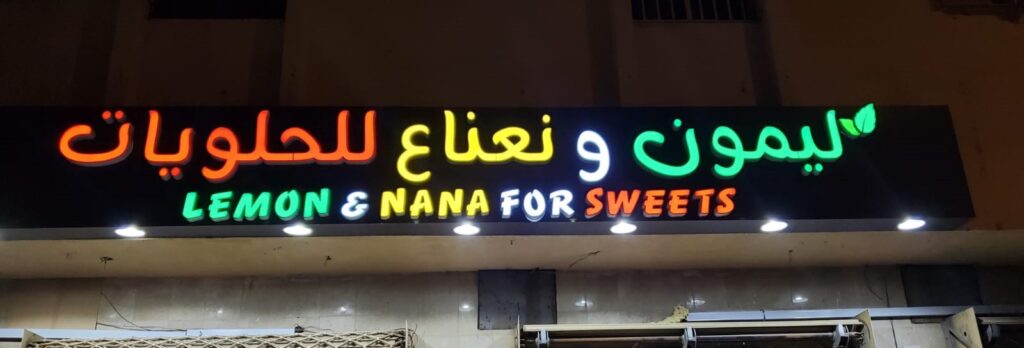 ليمون و نعناع للحلويات
LEMON & NANA FOR SWEETS